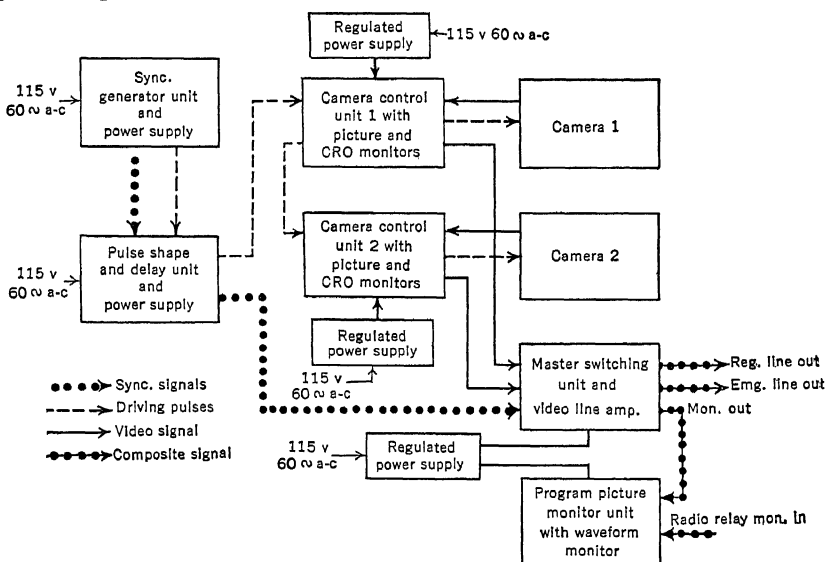 Regulated
power supply
115 v 60 ∾ a-c
Sync.
generator unit
and
power supply
115 v
60 ∾ a-c
Camera control
unit 1 with
picture and
CRO monitors
Camera 1
Pulse shape
and delay unit
and
power supply
115 v
60 ∾ a-c
Camera control
unit 2 with
picture and
CRO monitors
Camera 2
Regulated
power supply
115 v
60 ∾ a-c
Master switching
unit and
video line amp.
Reg. line out
Emg. line out
Mon. out
Sync. signals
Driving pulses
Video signal
Composite signal
115 v
60 ∾ a-c
Regulated
power supply
Program picture
monitor unit
with waveform
monitor
Radio relay mon. in